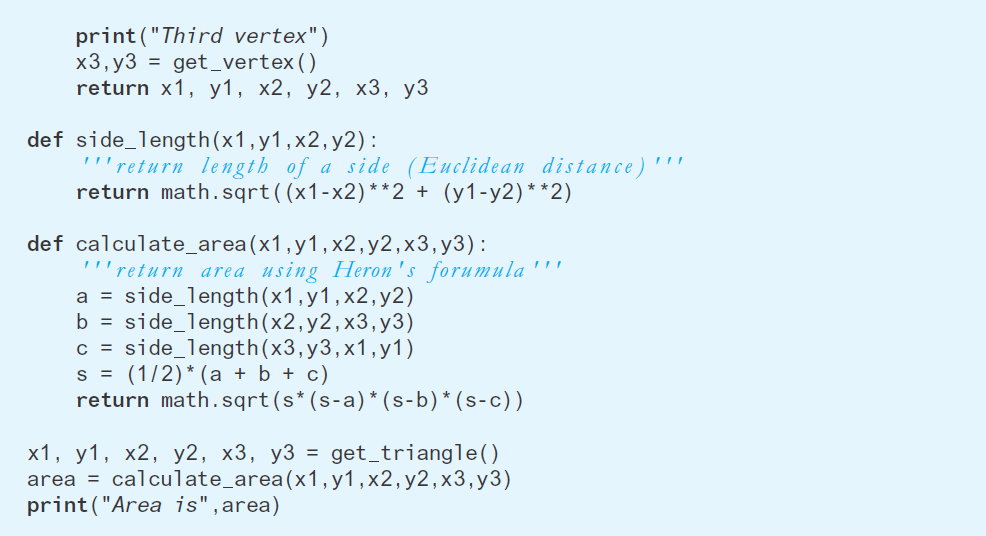 print("Third vertex")
x3,y3 = get_vertex()
return x1, y1, x2, y2, x3, y3
def side_length(x1,y1,x2,y2):
'''return length of a side (Euclidean distance)'''
return math.sqrt((x1-x2)**2 + (y1-y2)**2)
def calculate_area(x1,y1,x2,y2,x3,y3):
'''return area using Heron's forumula'''
a = side_length(x1,y1,x2,y2)
b = side_length(x2,y2,x3,y3)
c = side_length(x3,y3,x1,y1)
s = (1/2)*(a + b + c)
return math.sqrt(s*(s-a)*(s-b)*(s-c))
x1, y1, x2, y2, x3, y3 = get_triangle()
area = calculate_area(x1,y1,x2,y2,x3,y3)
print("Area is",area)